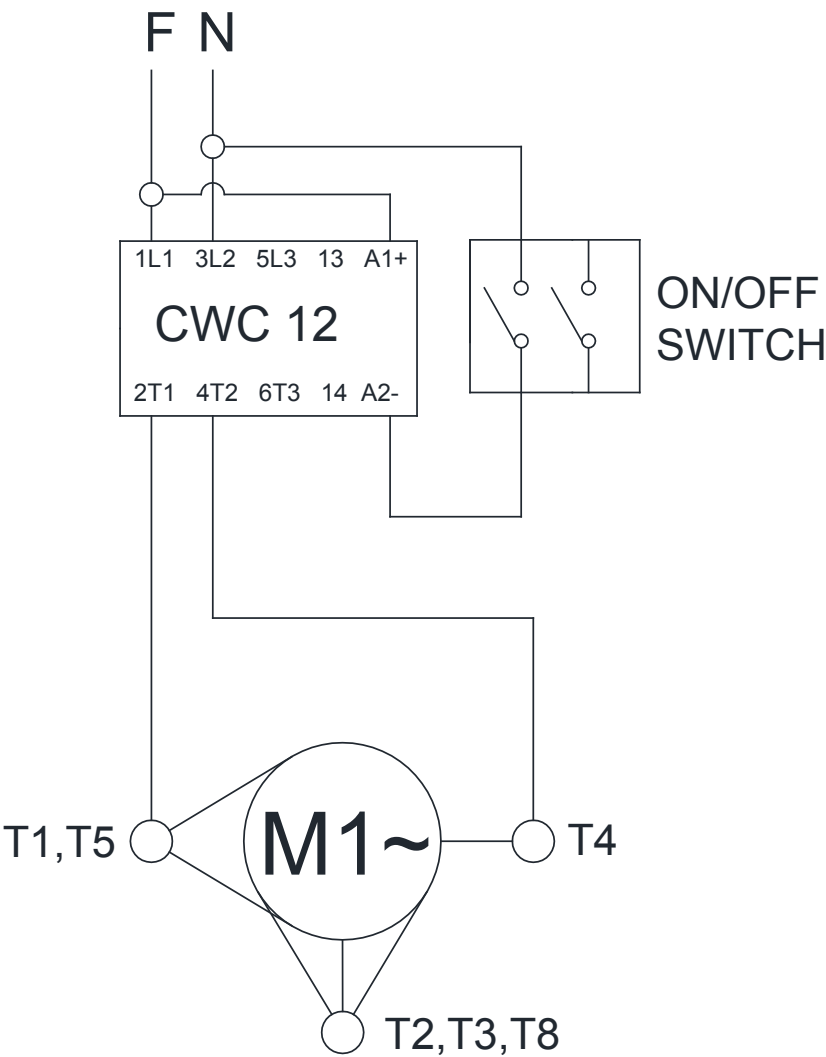 F N
1L1 3L2 5L3 13 A1+
CWC 12
2T1 4T2 6T3 14 A2-
ON/OFF
SWITCH
T1,T5
M1~
T4
T2,T3,T8